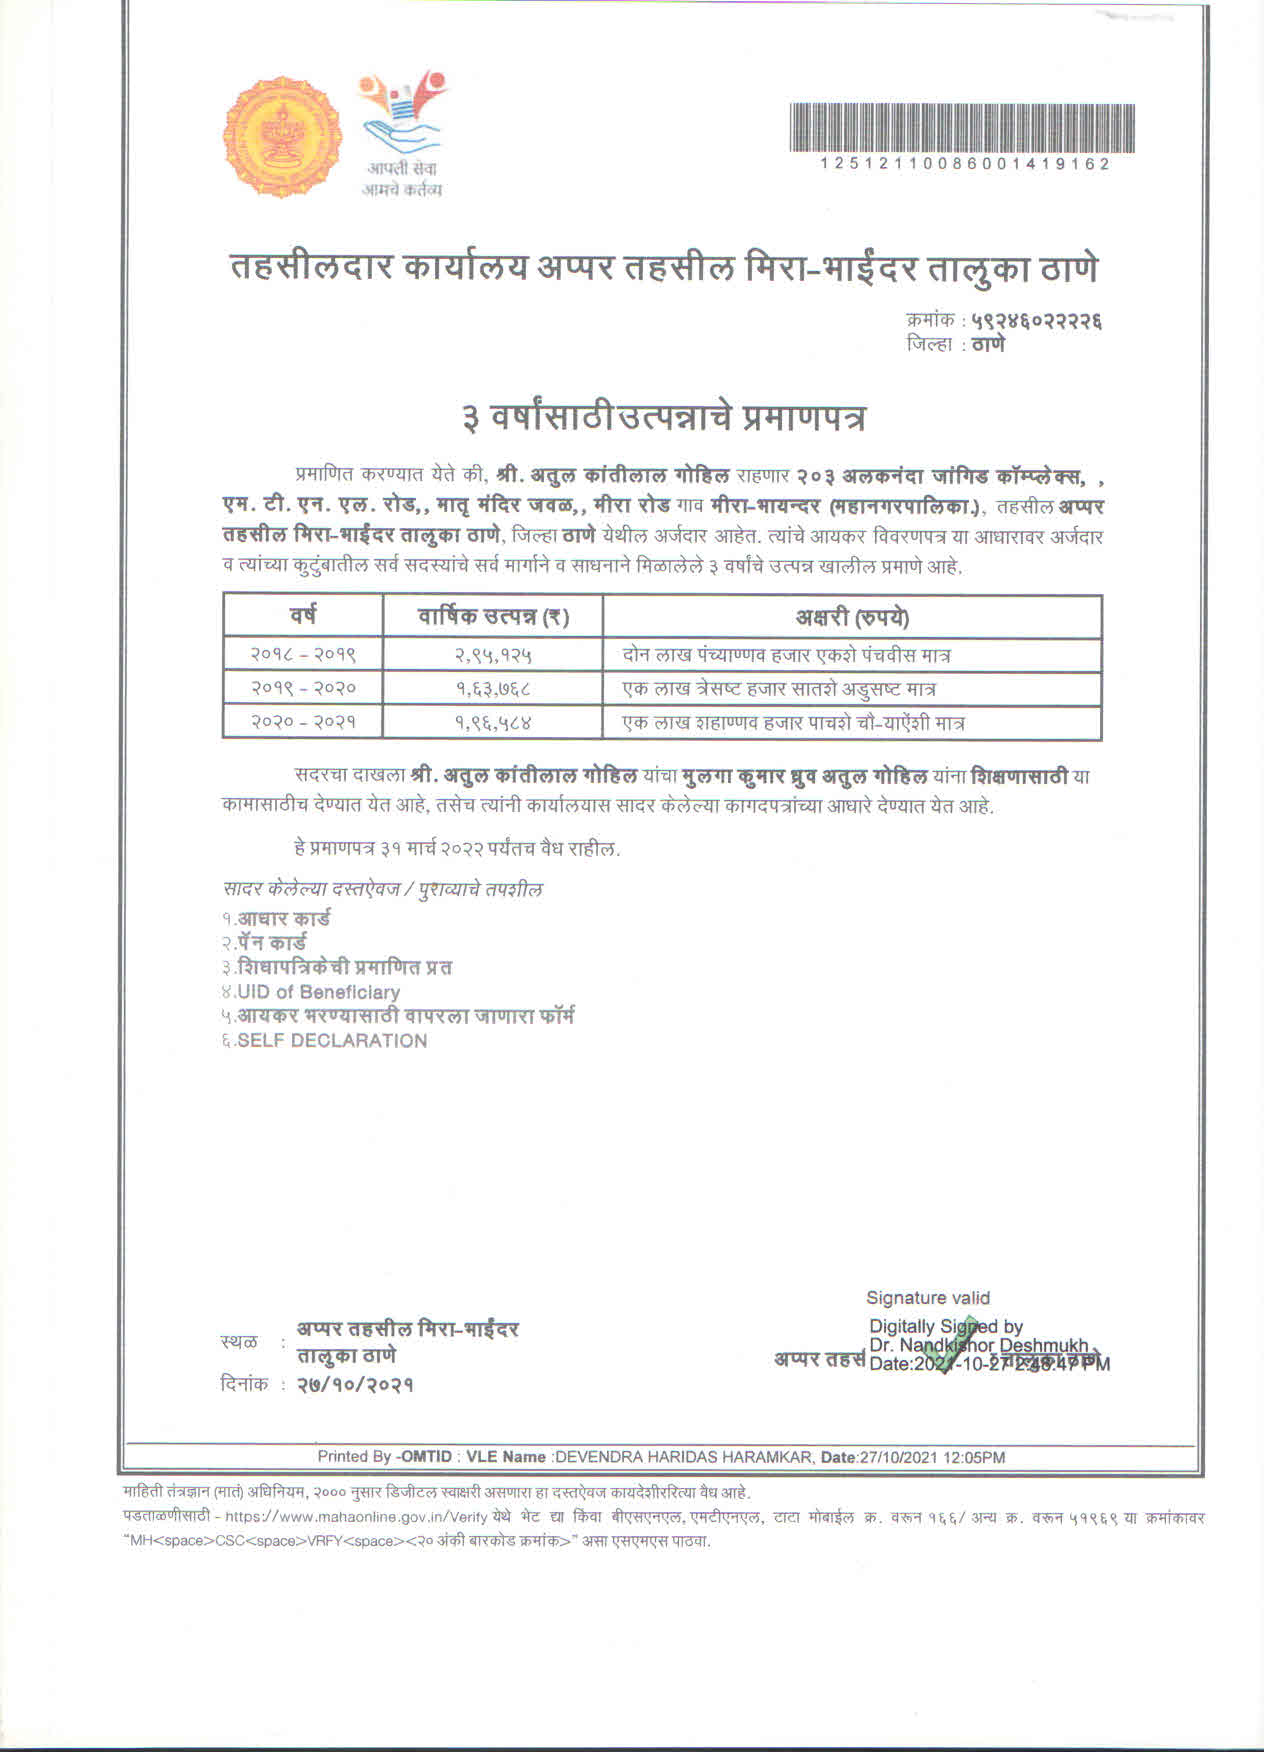 आपली सेवा
आमचे कर्तव्य
12512110086001419162
तहसीलदार कार्यालय अप्पर तहसील मिरा-भाईंदर तालुका ठाणे
क्रमांक : ५९२४६०२२२२६
जिल्हा : ठाणे
३ वर्षांसाठी उत्पन्नाचे प्रमाणपत्र
प्रमाणित करण्यात येते की, श्री. अतुल कांतीलाल गोहिल राहणार २०३ अलकनंदा जांगिड कॉम्प्लेक्स, ,
एम. टी. एन. एल. रोड,, मातृ मंदिर जवळ,, मीरा रोड गाव मीरा-भायन्दर (महानगरपालिका.), तहसील अप्पर
तहसील मिरा-भाईंदर तालुका ठाणे, जिल्हा ठाणे येथील अर्जदार आहेत. त्यांचे आयकर विवरणपत्र या आधारावर अर्जदार
व त्यांच्या कुटुंबातील सर्व सदस्यांचे सर्व मार्गाने व साधनाने मिळालेले ३ वर्षांचे उत्पन्न खालील प्रमाणे आहे.
वर्ष वार्षिक उत्पन्न (₹) अक्षरी (रुपये)
२०१८ - २०१९ २,९५,१२५ दोन लाख पंच्याण्णव हजार एकशे पंचवीस मात्र
२०१९ - २०२० १,६३,७६८ एक लाख त्रेसष्ट हजार सातशे अडुसष्ट मात्र
२०२० - २०२१ १,९६,५८४ एक लाख शहाण्णव हजार पाचशे चौ-याऐंशी मात्र
सदरचा दाखला श्री. अतुल कांतीलाल गोहिल यांचा मुलगा कुमार ध्रुव अतुल गोहिल यांना शिक्षणासाठी या
कामासाठीच देण्यात येत आहे, तसेच त्यांनी कार्यालयास सादर केलेल्या कागदपत्रांच्या आधारे देण्यात येत आहे.
हे प्रमाणपत्र ३१ मार्च २०२२ पर्यंतच वैध राहील.
सादर केलेल्या दस्तऐवज / पुराव्याचे तपशील
१.आधार कार्ड
२.पॅन कार्ड
३.शिधापत्रिकेची प्रमाणित प्रत
४.UID of Beneficiary
५.आयकर भरण्यासाठी वापरला जाणारा फॉर्म
६.SELF DECLARATION
Signature valid
Digitally Signed by
Dr. Nandkishor Deshmukh
Date:2021-10-27 2:48:47 PM
अप्पर तहसी तालुका ठाणे
स्थळ : अप्पर तहसील मिरा-भाईंदर
तालुका ठाणे
दिनांक : २७/१०/२०२१
Printed By -OMTID : VLE Name :DEVENDRA HARIDAS HARAMKAR, Date:27/10/2021 12:05PM
माहिती तंत्रज्ञान (मातं) अधिनियम, २००० नुसार डिजीटल स्वाक्षरी असणारा हा दस्तऐवज कायदेशीररित्या वैध आहे.
पडताळणीसाठी - https://www.mahaonline.gov.in/Verify येथे भेट द्या किंवा बीएसएनएल, एमटीएनएल, टाटा मोबाईल क्र. वरून १६६/ अन्य क्र. वरून ५१९६९ या क्रमांकावर
“MH<space>CSC<space>VRFY<space><२० अंकी बारकोड क्रमांक>” असा एसएमएस पाठवा.